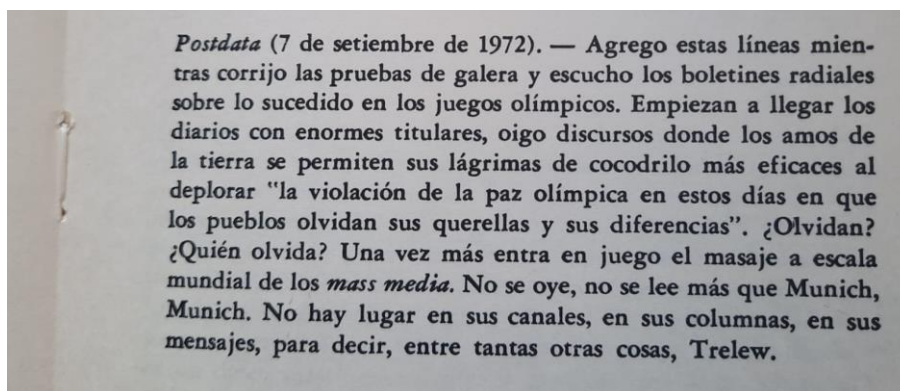 Postdata (7 de setiembre de 1972). — Agrego estas líneas mien-
tras corrijo las pruebas de galera y escucho los boletines radiales
sobre lo sucedido en los juegos olímpicos. Empiezan a llegar los
diarios con enormes titulares, oigo discursos donde los amos de
la tierra se permiten sus lágrimas de cocodrilo más eficaces al
deplorar "la violación de la paz olímpica en estos días en que
los pueblos olvidan sus querellas y sus diferencias". ¿Olvidan?
¿Quién olvida? Una vez más entra en juego el masaje a escala
mundial de los mass media. No se oye, no se lee más que Munich,
Munich. No hay lugar en sus canales, en sus columnas, en sus
mensajes, para decir, entre tantas otras cosas, Trelew.